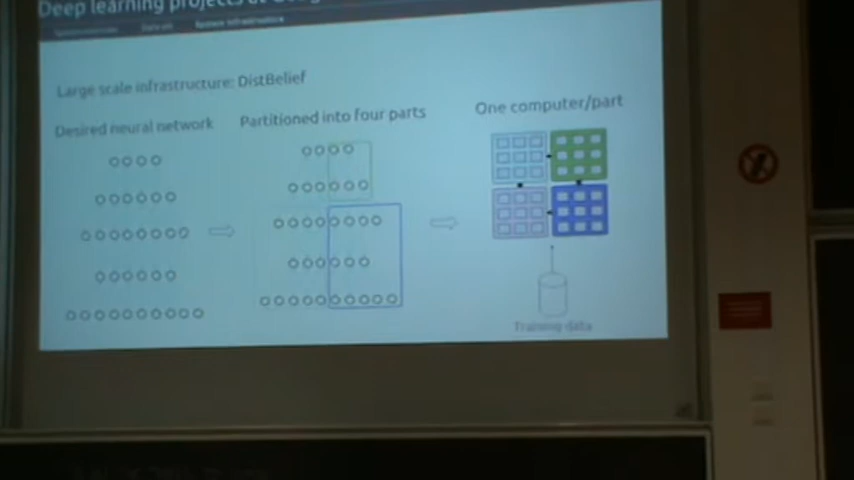 Deep learning projects at
Large scale infrastructure: DistBelief
Desired neural network
Partitioned into four parts
One computer/part
Training data